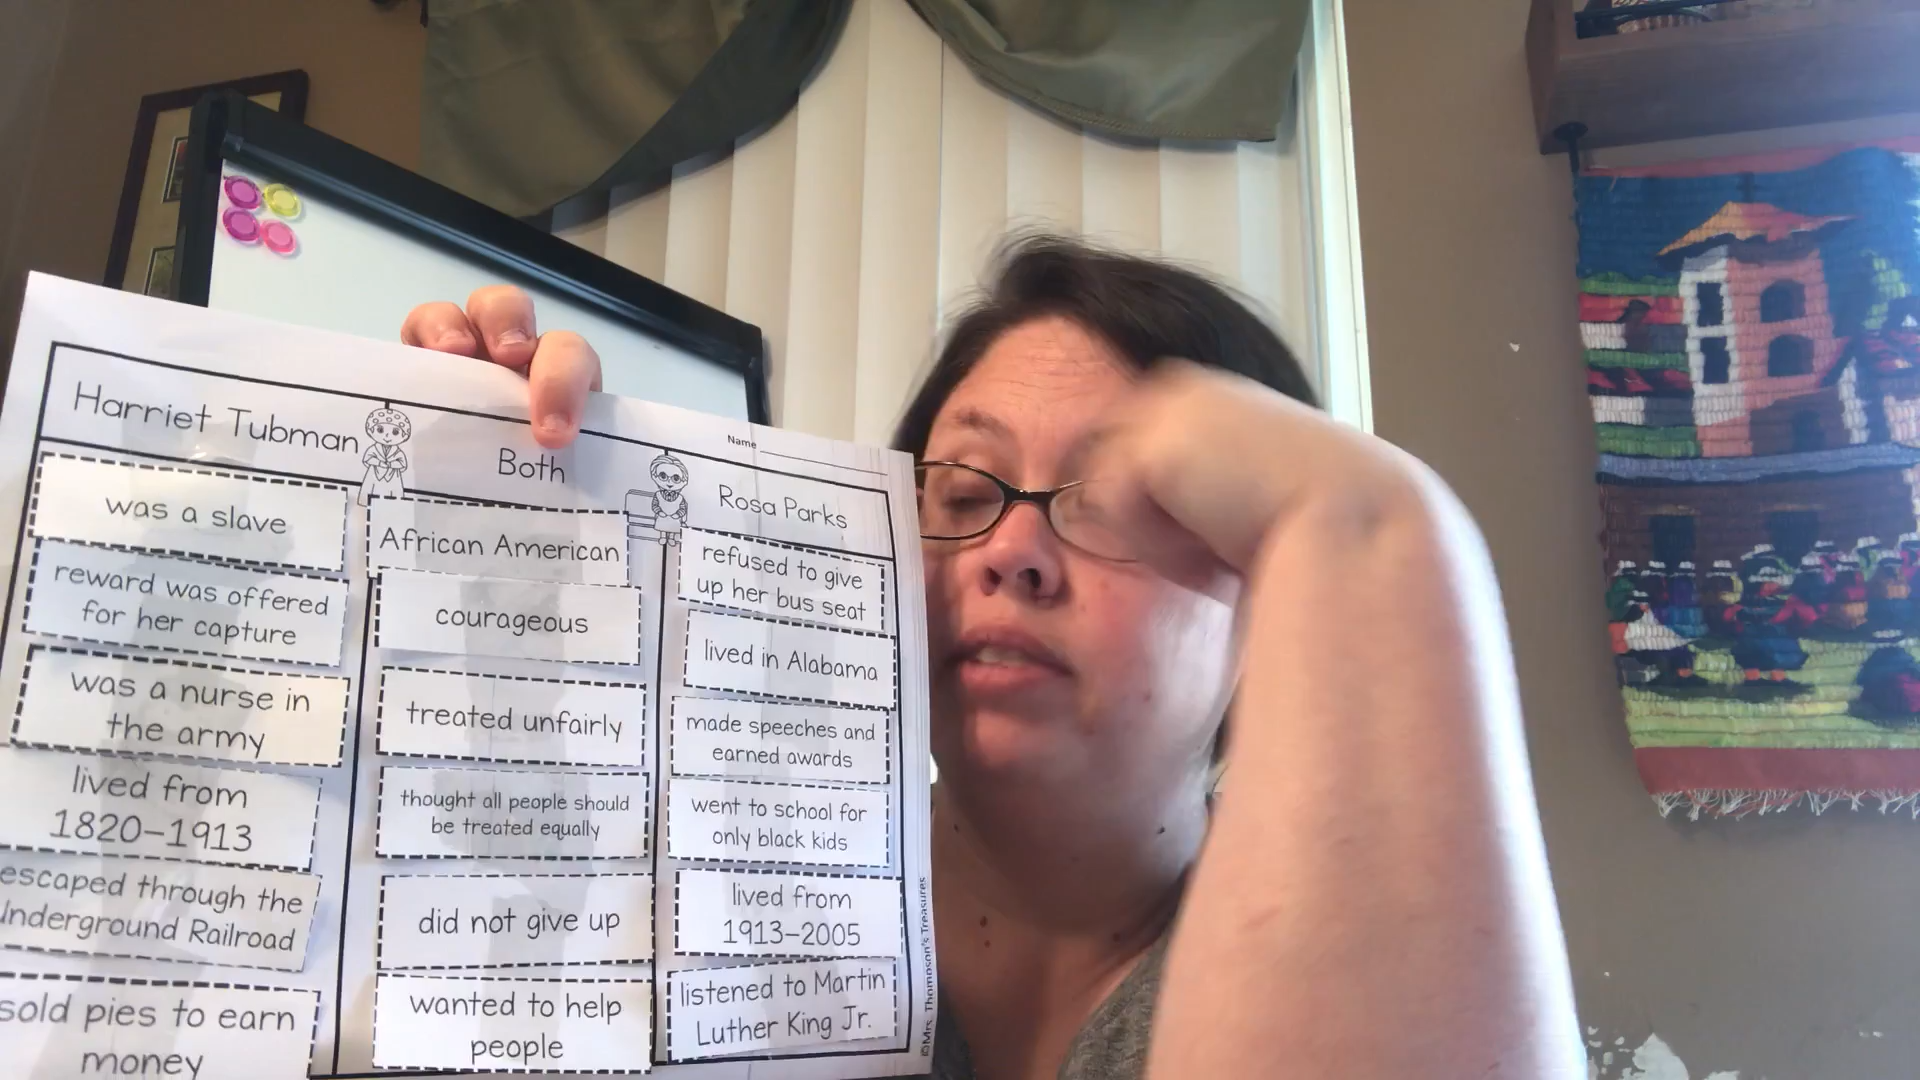 Name
Harriet Tubman
Both
Rosa Parks
was a slave
reward was offered
for her capture
was a nurse in
the army
lived from
1820-1913
escaped through the
Underground Railroad
sold pies to earn
money
African American
courageous
treated unfairly
thought all people should
be treated equally
did not give up
wanted to help
people
refused to give
up her bus seat
lived in Alabama
made speeches and
earned awards
went to school for
only black kids
lived from
1913-2005
listened to Martin
Luther King Jr.
©Mrs. Thompson's Treasures